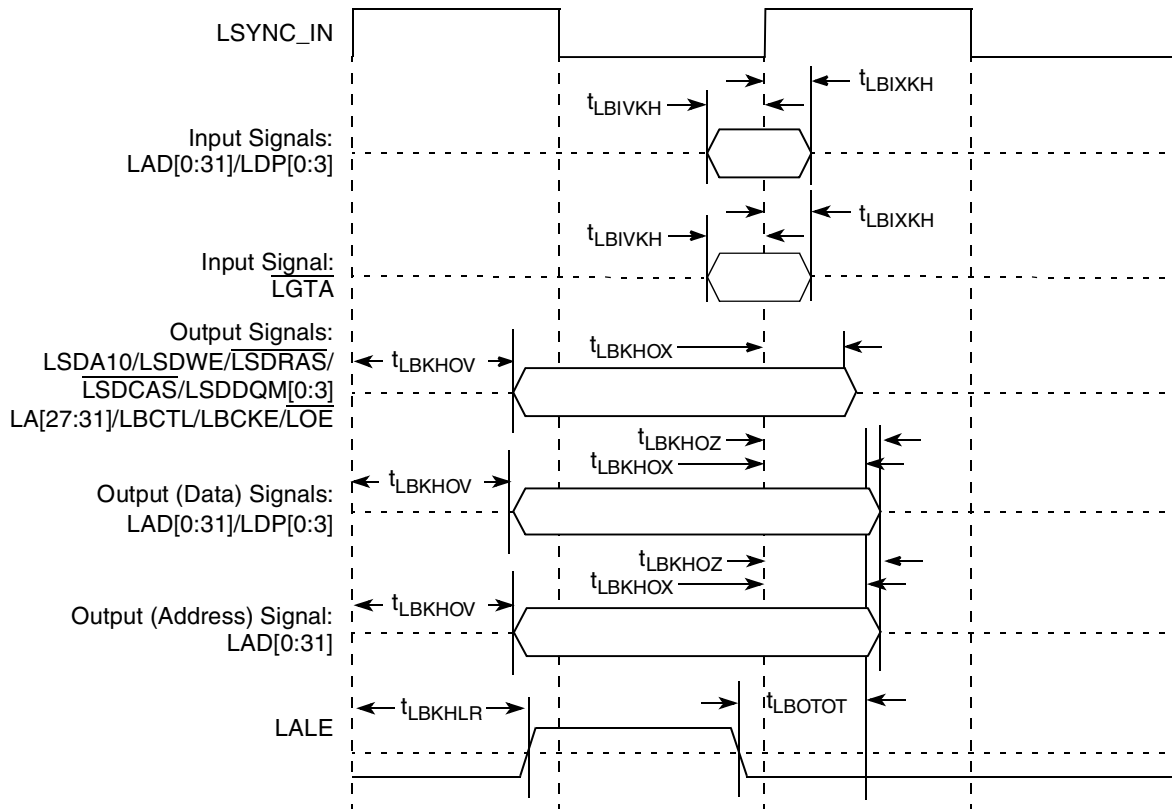 LSYNC_IN
tLBIXKH
tLBIVKH
Input Signals:
LAD[0:31]/LDP[0:3]
tLBIXKH
tLBIVKH
Input Signal:
LGTA
Output Signals:
LSDA10/LSDWE/LSDRAS/
LSDCAS/LSDDQM[0:3]
LA[27:31]/LBCTL/LBCKE/LOE
tLBKHOV
tLBKHOX
tLBKHOZ
tLBKHOX
tLBKHOV
Output (Data) Signals:
LAD[0:31]/LDP[0:3]
tLBKHOZ
tLBKHOX
tLBKHOV
Output (Address) Signal:
LAD[0:31]
tLBKHLR
tLBOTOT
LALE